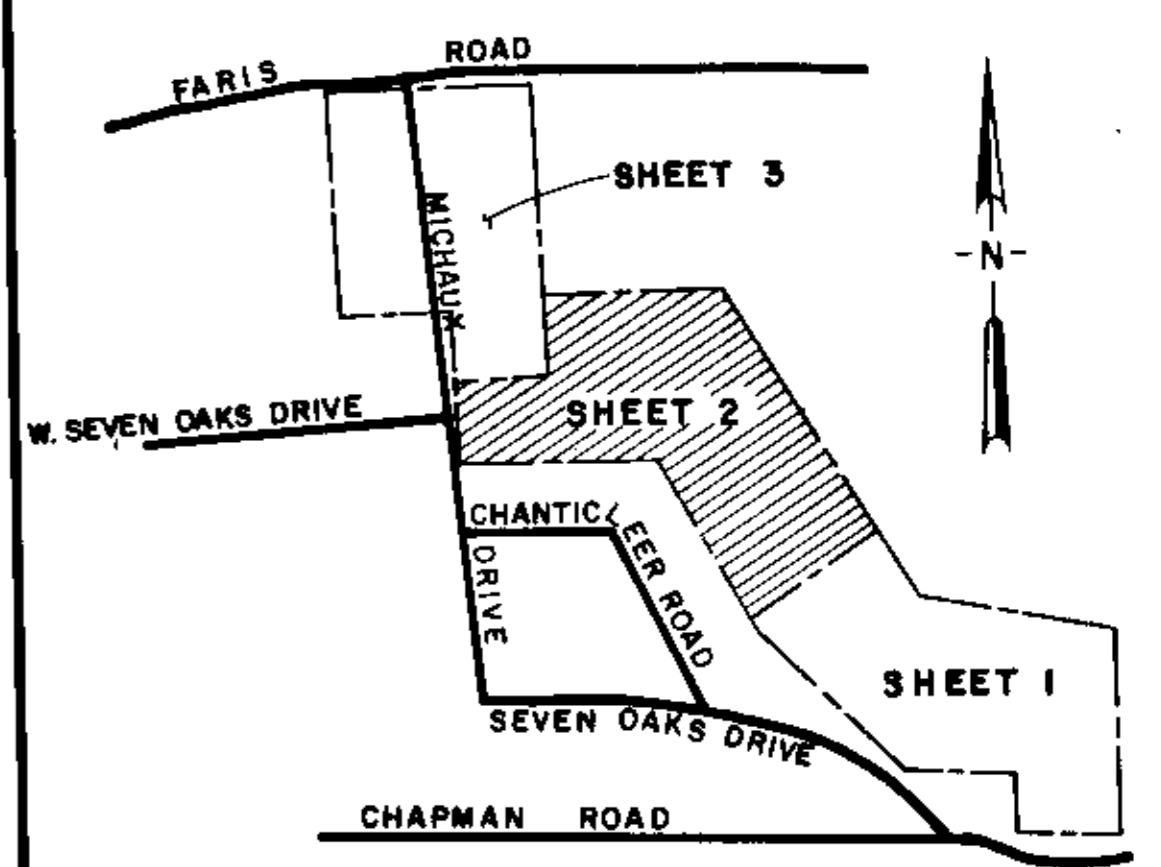 FARIS ROAD
SHEET 3
MICHAUX DRIVE
-N-
W. SEVEN OAKS DRIVE
SHEET 2
CHANTICLEER ROAD
SHEET 1
SEVEN OAKS DRIVE
CHAPMAN ROAD